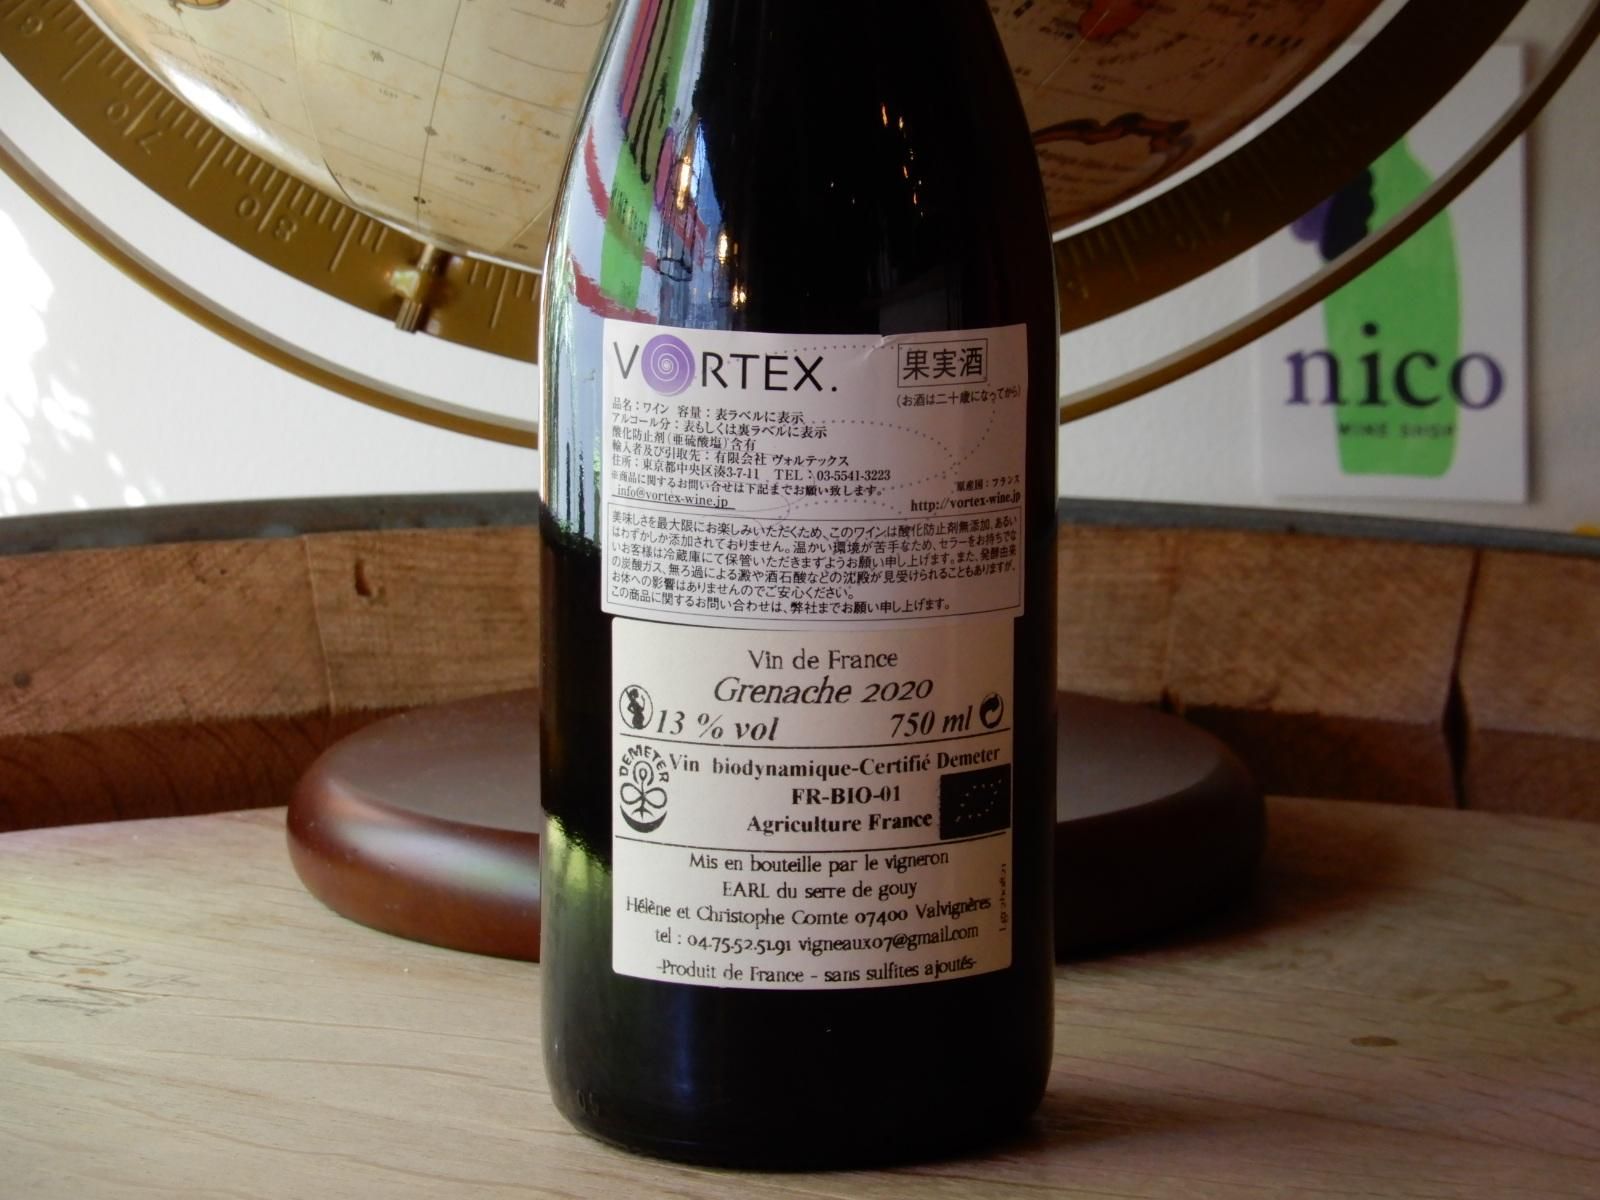 VORTEX.
果実酒
(お酒は二十歳になってから)
品名：ワイン 容量：表ラベルに表示
アルコール分：表もしくは裏ラベルに表示
酸化防止剤(亜硫酸塩)含有
輸入者及び引取先：有限会社 ヴォルテックス
住所：東京都中央区湊3-7-11 TEL：03-5541-3223
※商品に関するお問い合せは下記までお願い致します。
原産国：フランス
info@vortex-wine.jp
http://vortex-wine.jp
美味しさを最大限にお楽しみいただくため、このワインは酸化防止剤無添加、あるい
はわずかしか添加されておりません。温かい環境が苦手なため、セラーをお持ちでな
いお客様は冷蔵庫にて保管いただきますようお願い申し上げます。また、発酵由来
の炭酸ガス、無ろ過による澱や酒石酸などの沈殿が見受けられることもありますが、
お体への影響はありませんのでご安心ください。
この商品に関するお問い合わせは、弊社までお願い申し上げます。
Vin de France
Grenache 2020
13 % vol 750 ml
DEMETER
Vin biodynamique-Certifié Demeter
FR-BIO-01
Agriculture France
Mis en bouteille par le vigneron
EARL du serre de gouy
Hélène et Christophe Comte 07400 Valvignères
tel : 04.75.52.51.91 vigneaux07@gmail.com
-Produit de France - sans sulfites ajoutés-
nico
WINE SHOP